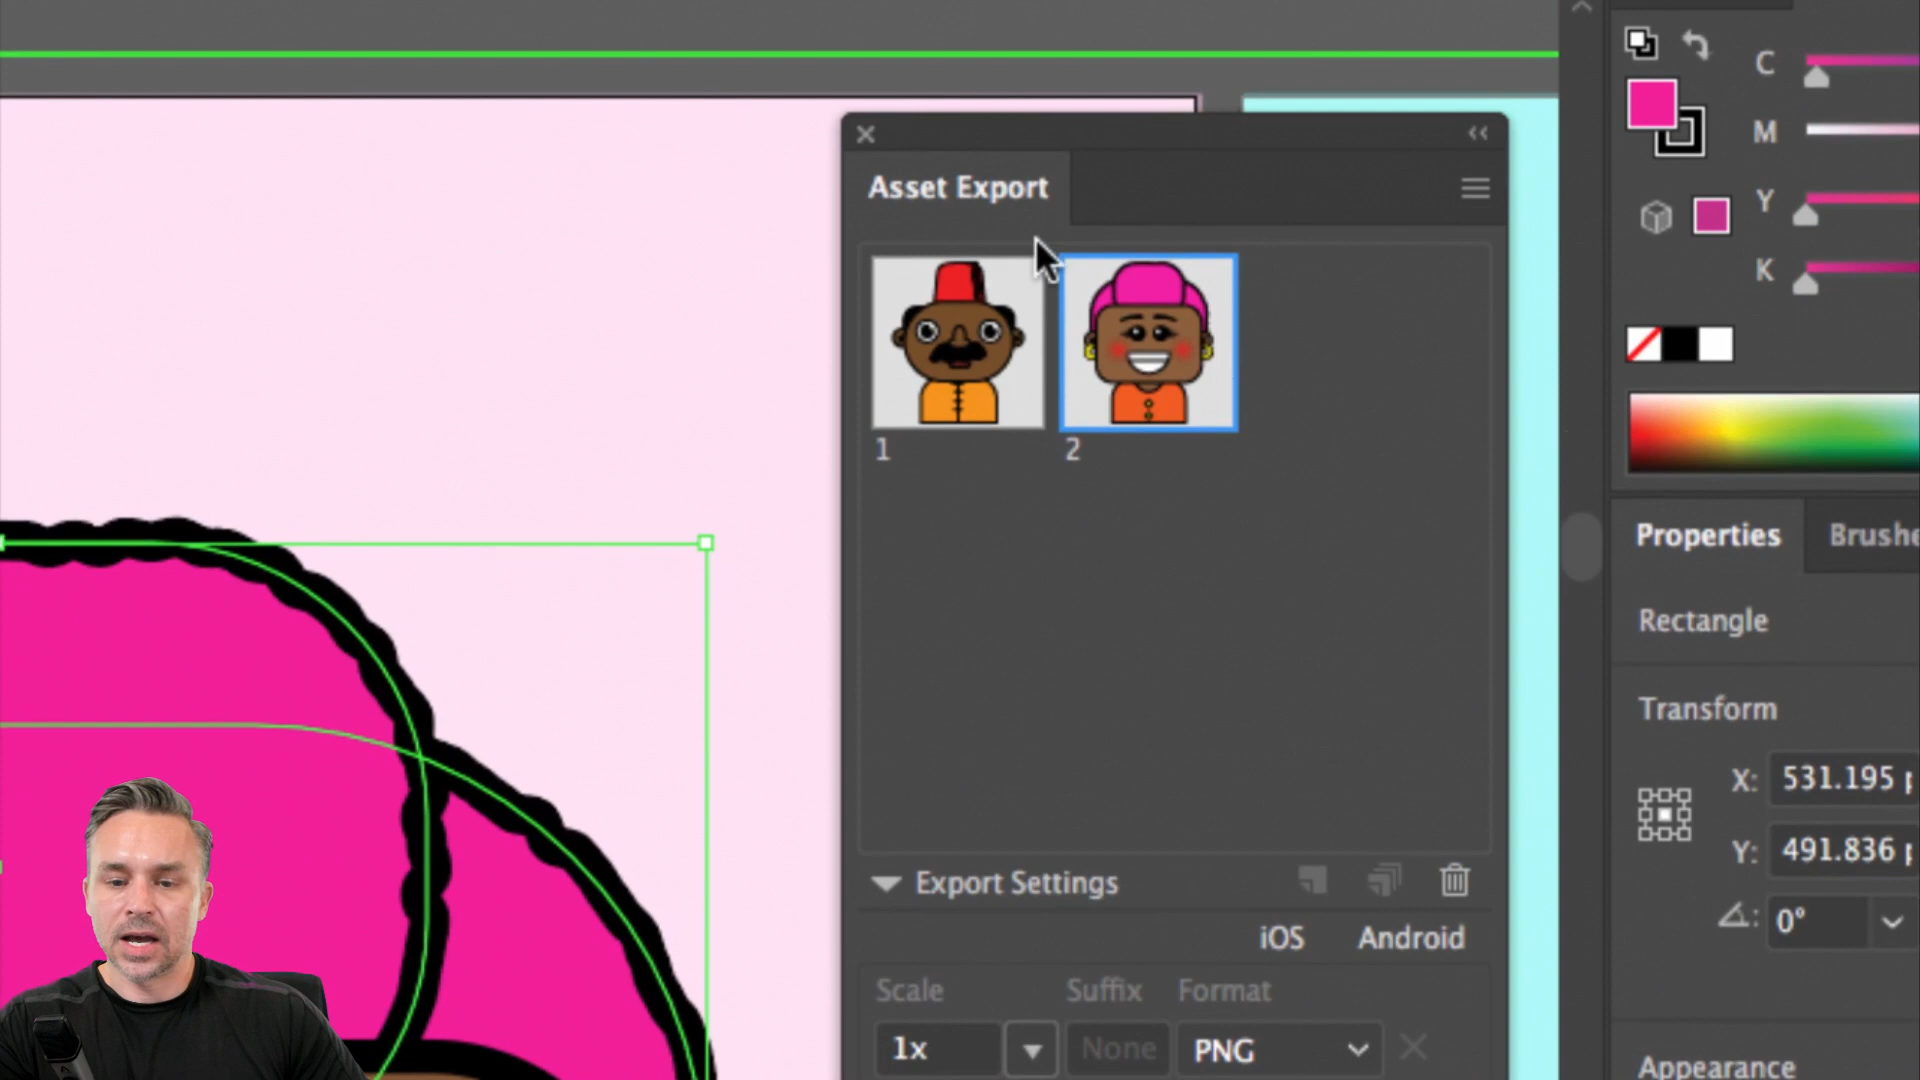 Asset Export
1
2
Export Settings
iOS
Android
Scale
Suffix
Format
1x
None
PNG
C
M
Y
K
Properties
Rectangle
Transform
X:
531.195
Y:
491.836
0°
Appearance